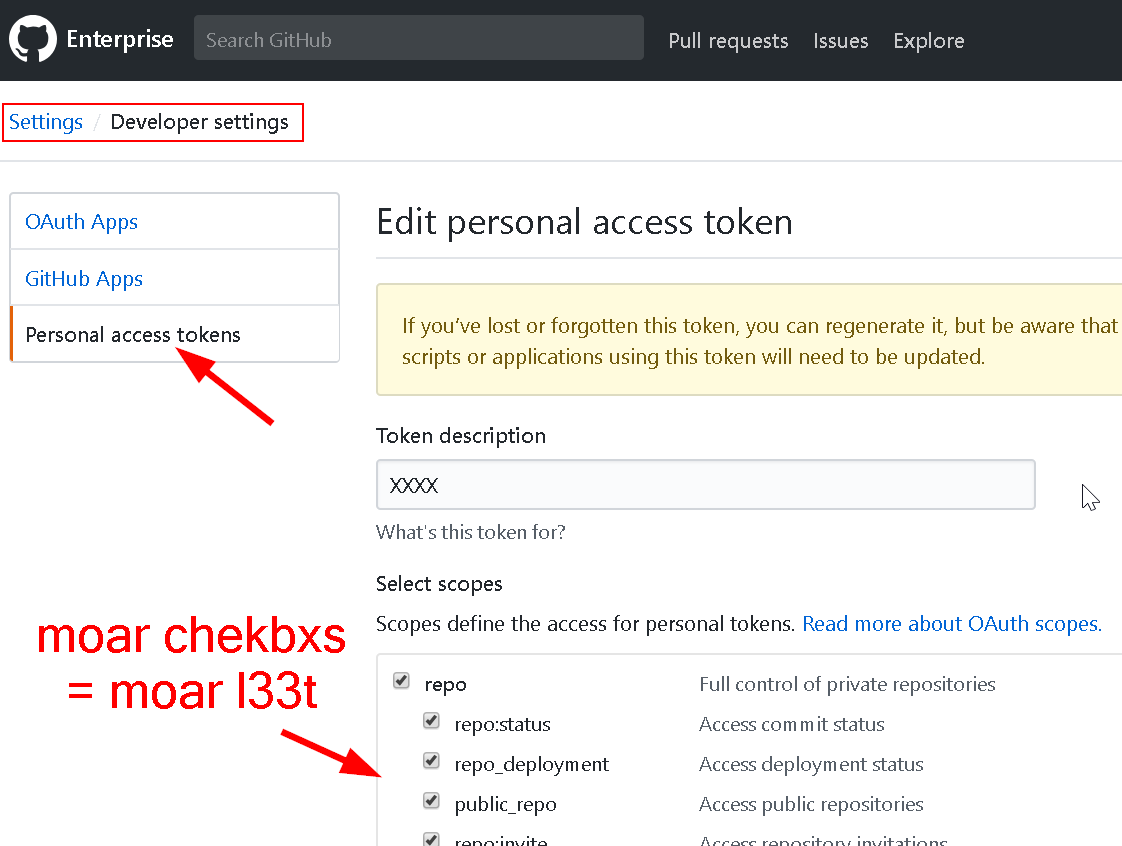 Enterprise Search GitHub Pull requests Issues Explore
Settings / Developer settings
OAuth Apps
GitHub Apps
Personal access tokens
Edit personal access token
If you’ve lost or forgotten this token, you can regenerate it, but be aware that
scripts or applications using this token will need to be updated.
Token description
XXXX
What's this token for?
Select scopes
Scopes define the access for personal tokens. Read more about OAuth scopes.
moar chekbxs
= moar l33t
repo Full control of private repositories
repo:status Access commit status
repo_deployment Access deployment status
public_repo Access public repositories
repo:invite Access repository invitations